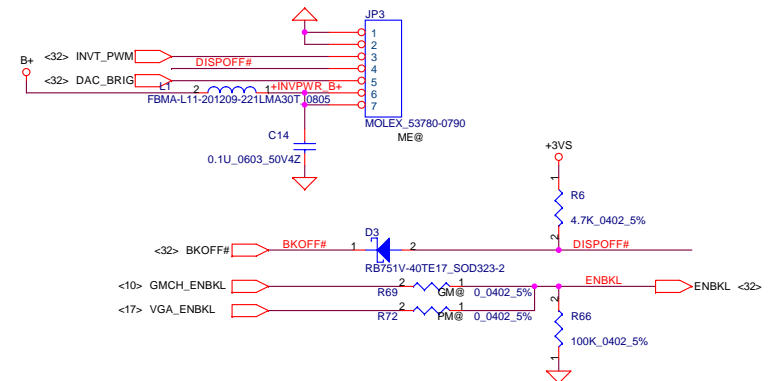 JP3
1
2
<32> INVT_PWM
3
DISPOFF#
4
B+
<32> DAC_BRIG
5
L1
2
1
+INVPWR_B+
6
FBMA-L11-201209-221LMA30T_0805
7
MOLEX_53780-0790
ME@
C14
0.1U_0603_50V4Z
+3VS
1
R6
4.7K_0402_5%
2
D3
<32> BKOFF#
BKOFF#
1
2
DISPOFF#
RB751V-40TE17_SOD323-2
<10> GMCH_ENBKL
2
1
ENBKL
ENBKL <32>
R69
GM@
0_0402_5%
<17> VGA_ENBKL
2
1
R72
PM@
0_0402_5%
2
R66
100K_0402_5%
1